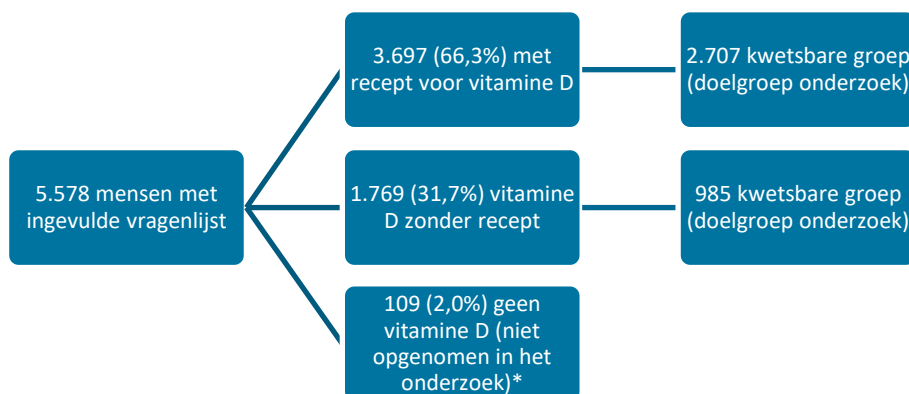 3.697 (66,3%) met
recept voor vitamine D
2.707 kwetsbare groep
(doelgroep onderzoek)
5.578 mensen met
ingevulde vragenlijst
1.769 (31,7%) vitamine
D zonder recept
985 kwetsbare groep
(doelgroep onderzoek)
109 (2,0%) geen
vitamine D (niet
opgenomen in het
onderzoek)*